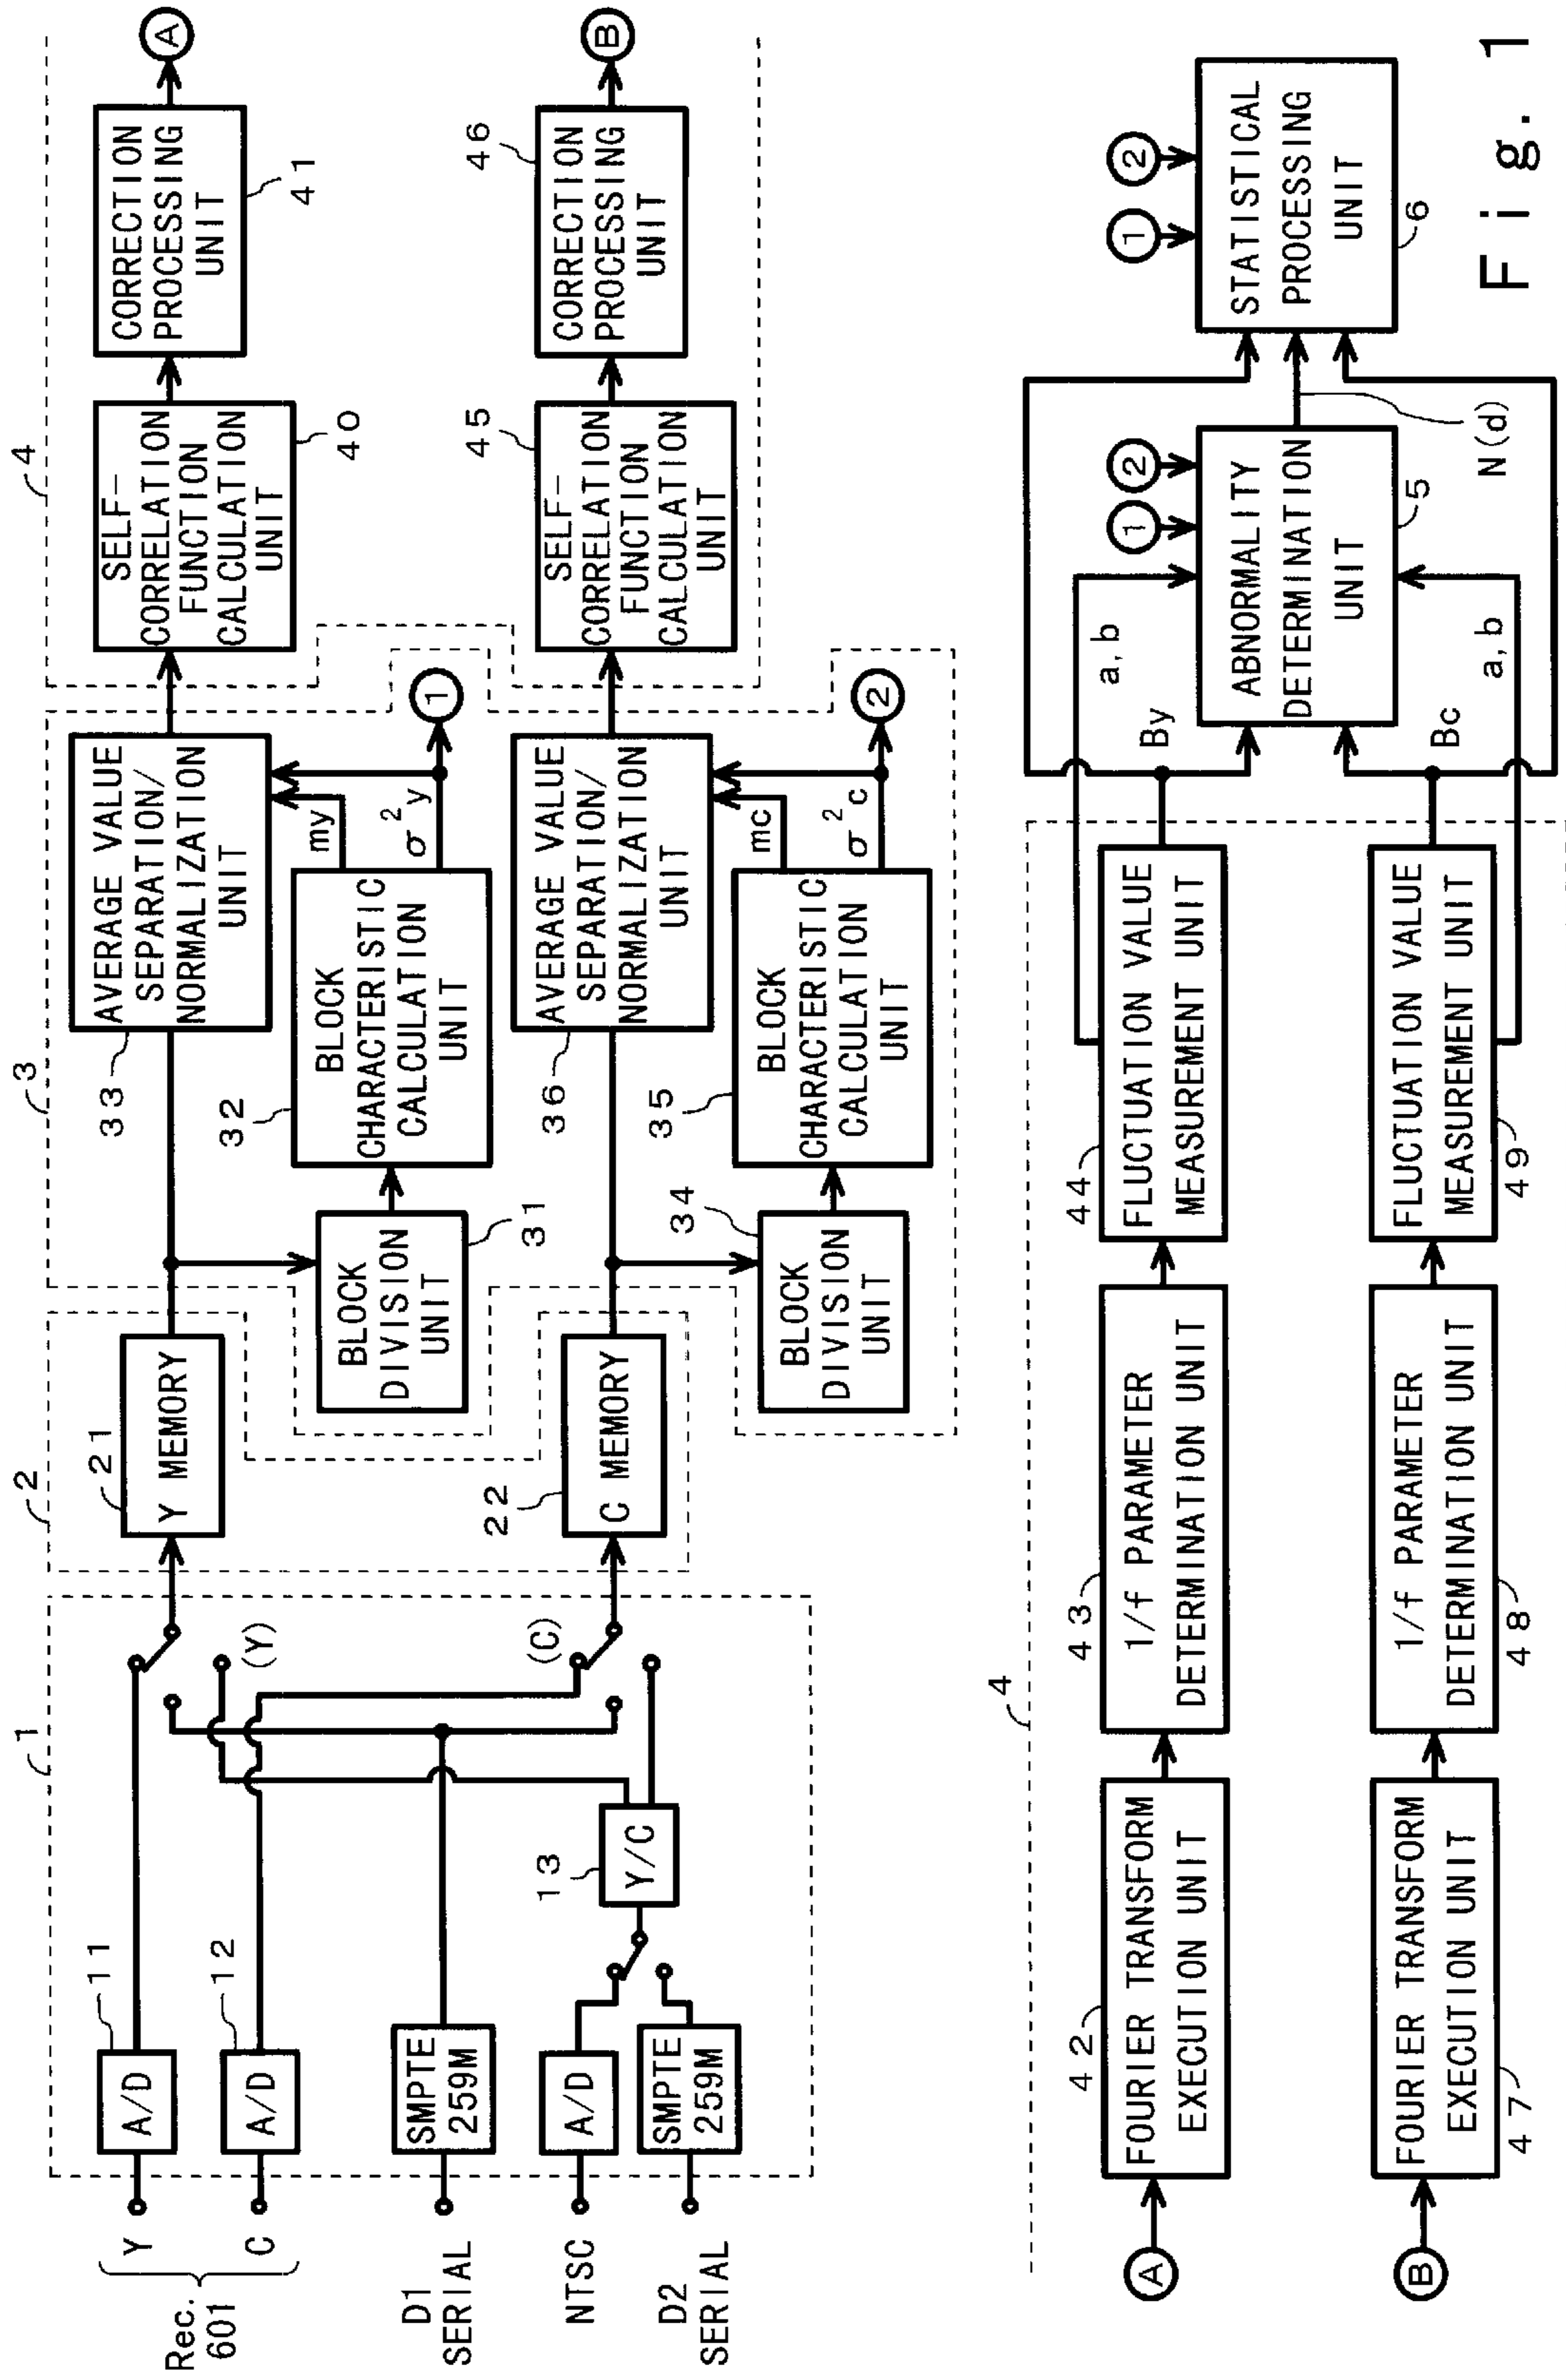 Rec.
601
Y
C
D1
SERIAL
NTSC
D2
SERIAL
1
11
A/D
12
A/D
SMPTE
259M
A/D
SMPTE
259M
13
Y/C
(Y)
(C)
2
21
Y MEMORY
22
C MEMORY
3
33
AVERAGE VALUE
SEPARATION/
NORMALIZATION
UNIT
BLOCK
DIVISION
UNIT
31
32
BLOCK
CHARACTERISTIC
CALCULATION
UNIT
my
σ²y
1
36
AVERAGE VALUE
SEPARATION/
NORMALIZATION
UNIT
34
BLOCK
DIVISION
UNIT
35
BLOCK
CHARACTERISTIC
CALCULATION
UNIT
mc
σ²c
2
4
SELF-
CORRELATION
FUNCTION
CALCULATION
UNIT
40
CORRECTION
PROCESSING
UNIT
41
A
45
SELF-
CORRELATION
FUNCTION
CALCULATION
UNIT
46
CORRECTION
PROCESSING
UNIT
B
4
A
42
FOURIER TRANSFORM
EXECUTION UNIT
43
1/f PARAMETER
DETERMINATION UNIT
44
FLUCTUATION VALUE
MEASUREMENT UNIT
B
FOURIER TRANSFORM
EXECUTION UNIT
47
1/f PARAMETER
DETERMINATION UNIT
48
FLUCTUATION VALUE
MEASUREMENT UNIT
49
a,b
By
Bc
a,b
1
2
ABNORMALITY
DETERMINATION
UNIT
5
N(d)
1
2
STATISTICAL
PROCESSING
UNIT
6
Fig. 1